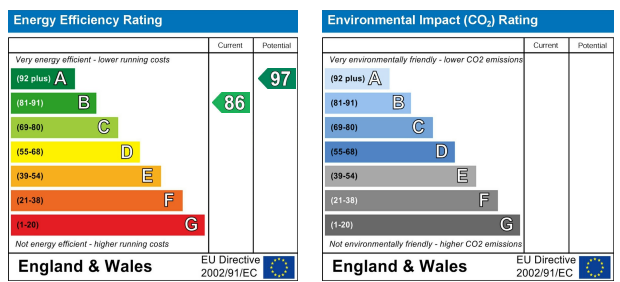 Energy Efficiency Rating
Current Potential
Very energy efficient - lower running costs
(92 plus) A 97
(81-91) B 86
(69-80) C
(55-68) D
(39-54) E
(21-38) F
(1-20) G
Not energy efficient - higher running costs
England & Wales
EU Directive
2002/91/EC
Environmental Impact (CO₂) Rating
Current Potential
Very environmentally friendly - lower CO2 emissions
(92 plus) A
(81-91) B
(69-80) C
(55-68) D
(39-54) E
(21-38) F
(1-20) G
Not environmentally friendly - higher CO2 emissions
England & Wales
EU Directive
2002/91/EC